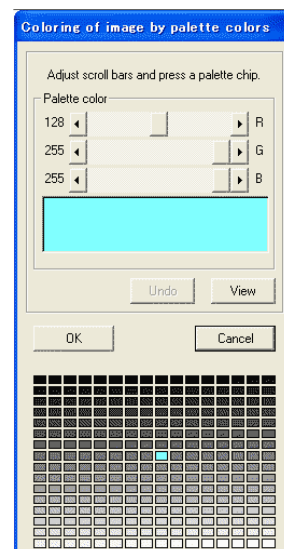 Coloring of image by palette colors
Adjust scroll bars and press a palette chip.
Palette color
128 R
255 G
255 B
Undo View
OK Cancel